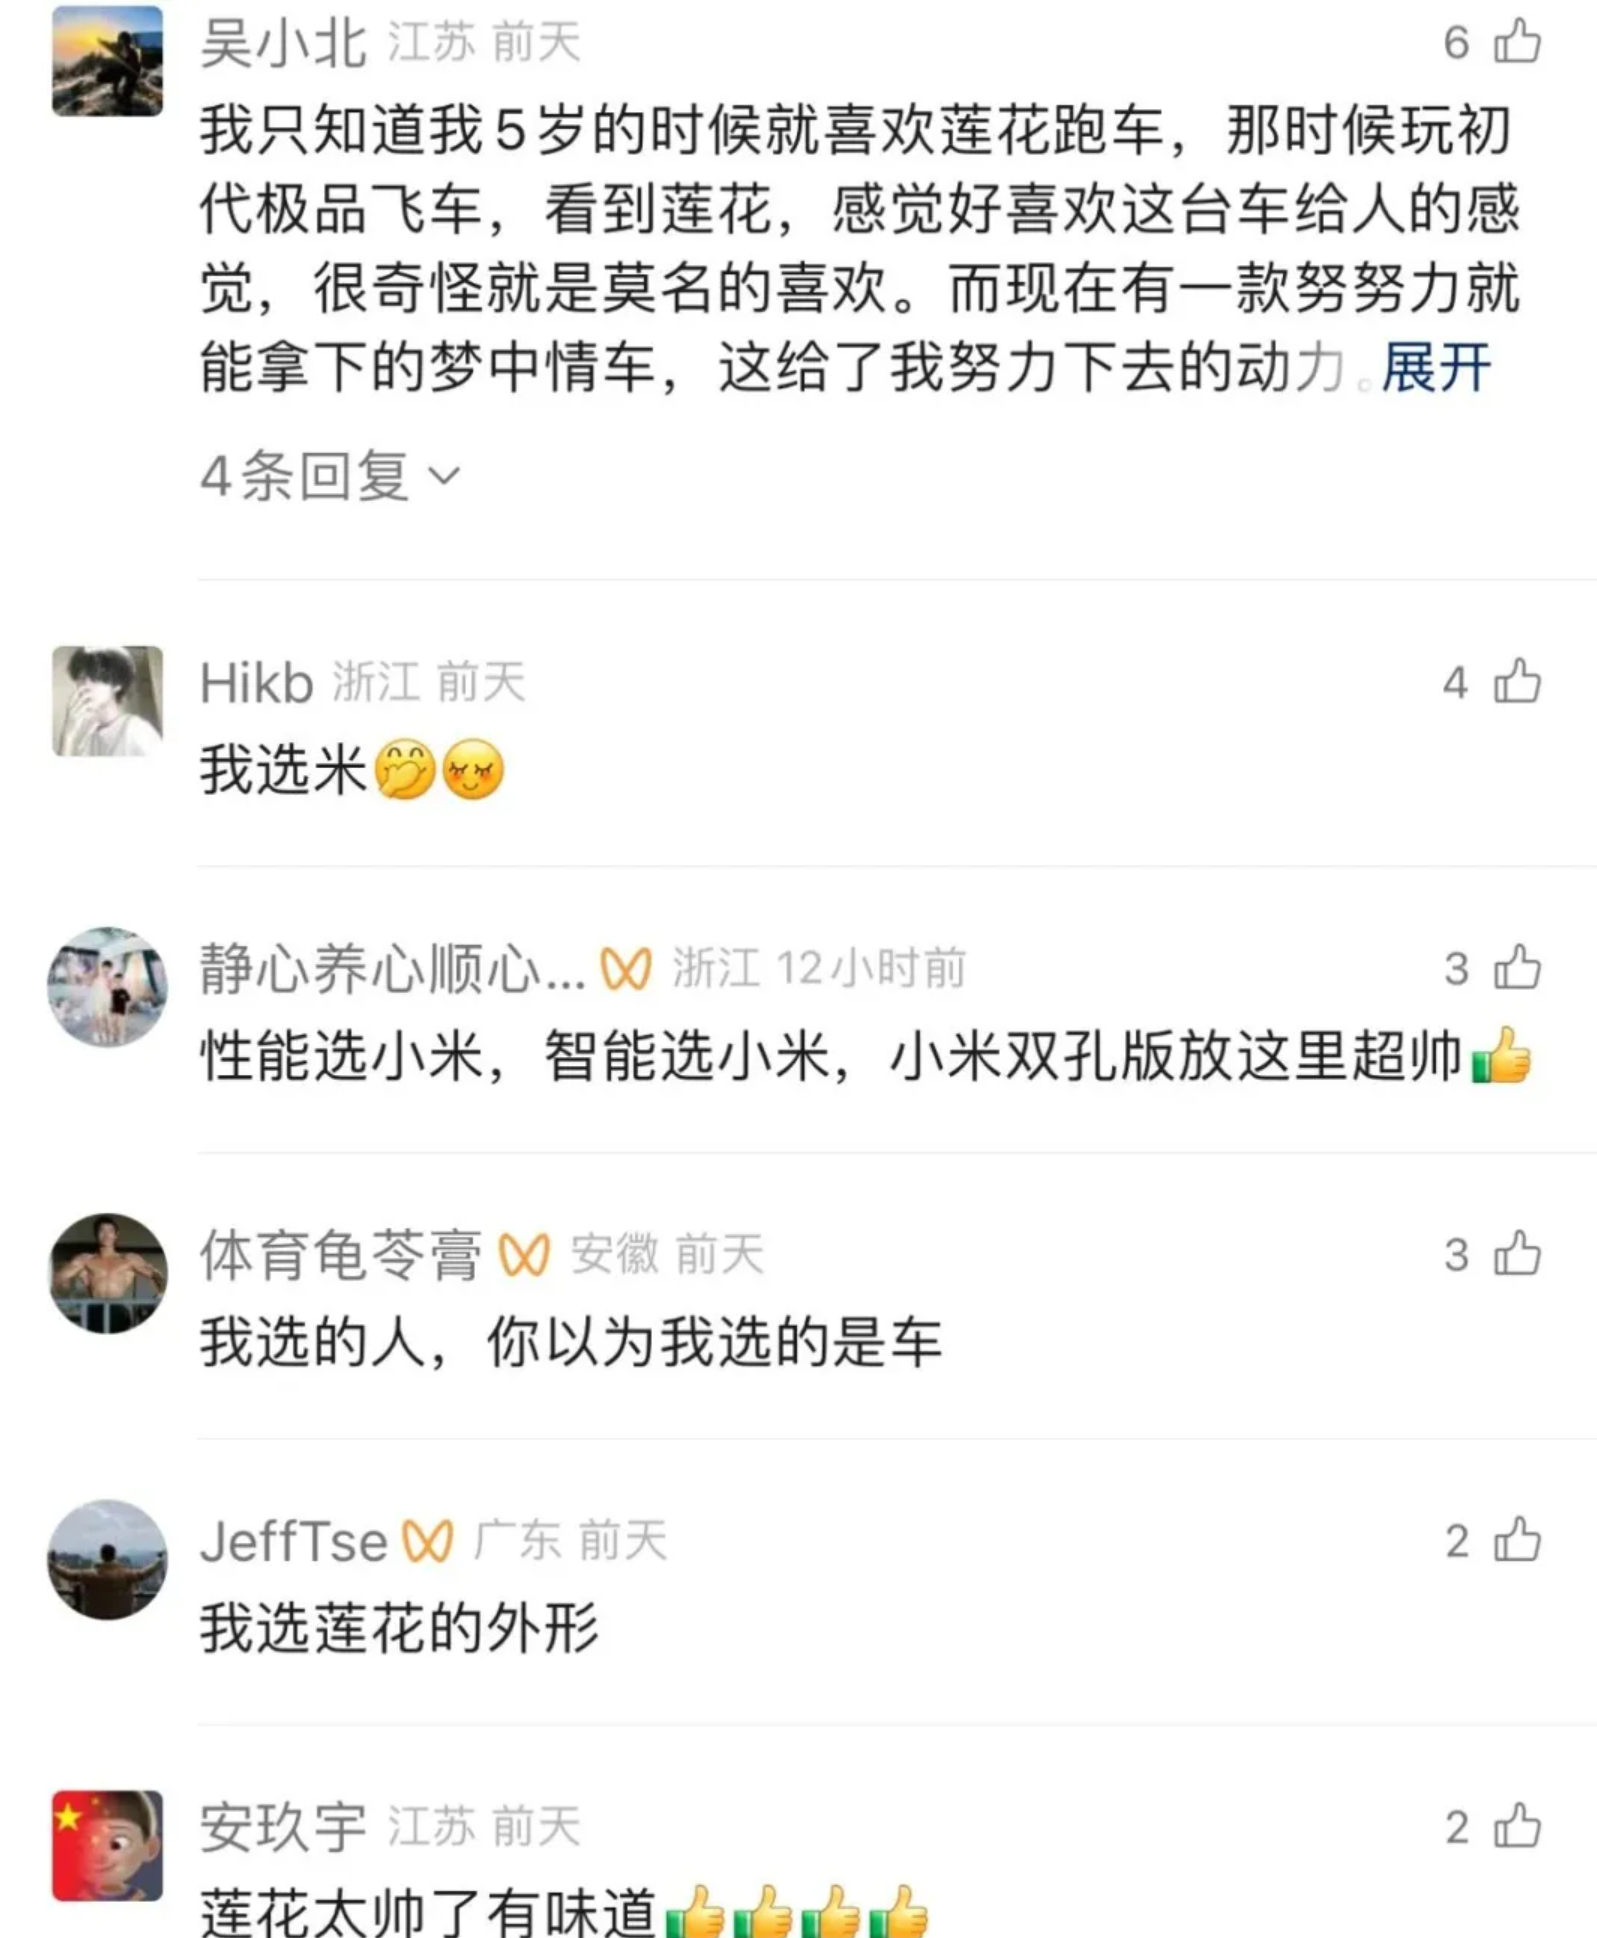 吴小北 江苏 前天 6
我只知道我5岁的时候就喜欢莲花跑车，那时候玩初
代极品飞车，看到莲花，感觉好喜欢这台车给人的感
觉，很奇怪就是莫名的喜欢。而现在有一款努努力就
能拿下的梦中情车，这给了我努力下去的动力。展开
4条回复
Hikb 浙江 前天 4
我选米🤭😌
静心养心顺心... 浙江 12小时前 3
性能选小米，智能选小米，小米双孔版放这里超帅👍
体育龟苓膏 安徽 前天 3
我选的人，你以为我选的是车
JeffTse 广东 前天 2
我选莲花的外形
安玖宇 江苏 前天 2
莲花太帅了有味道👍👍👍👍